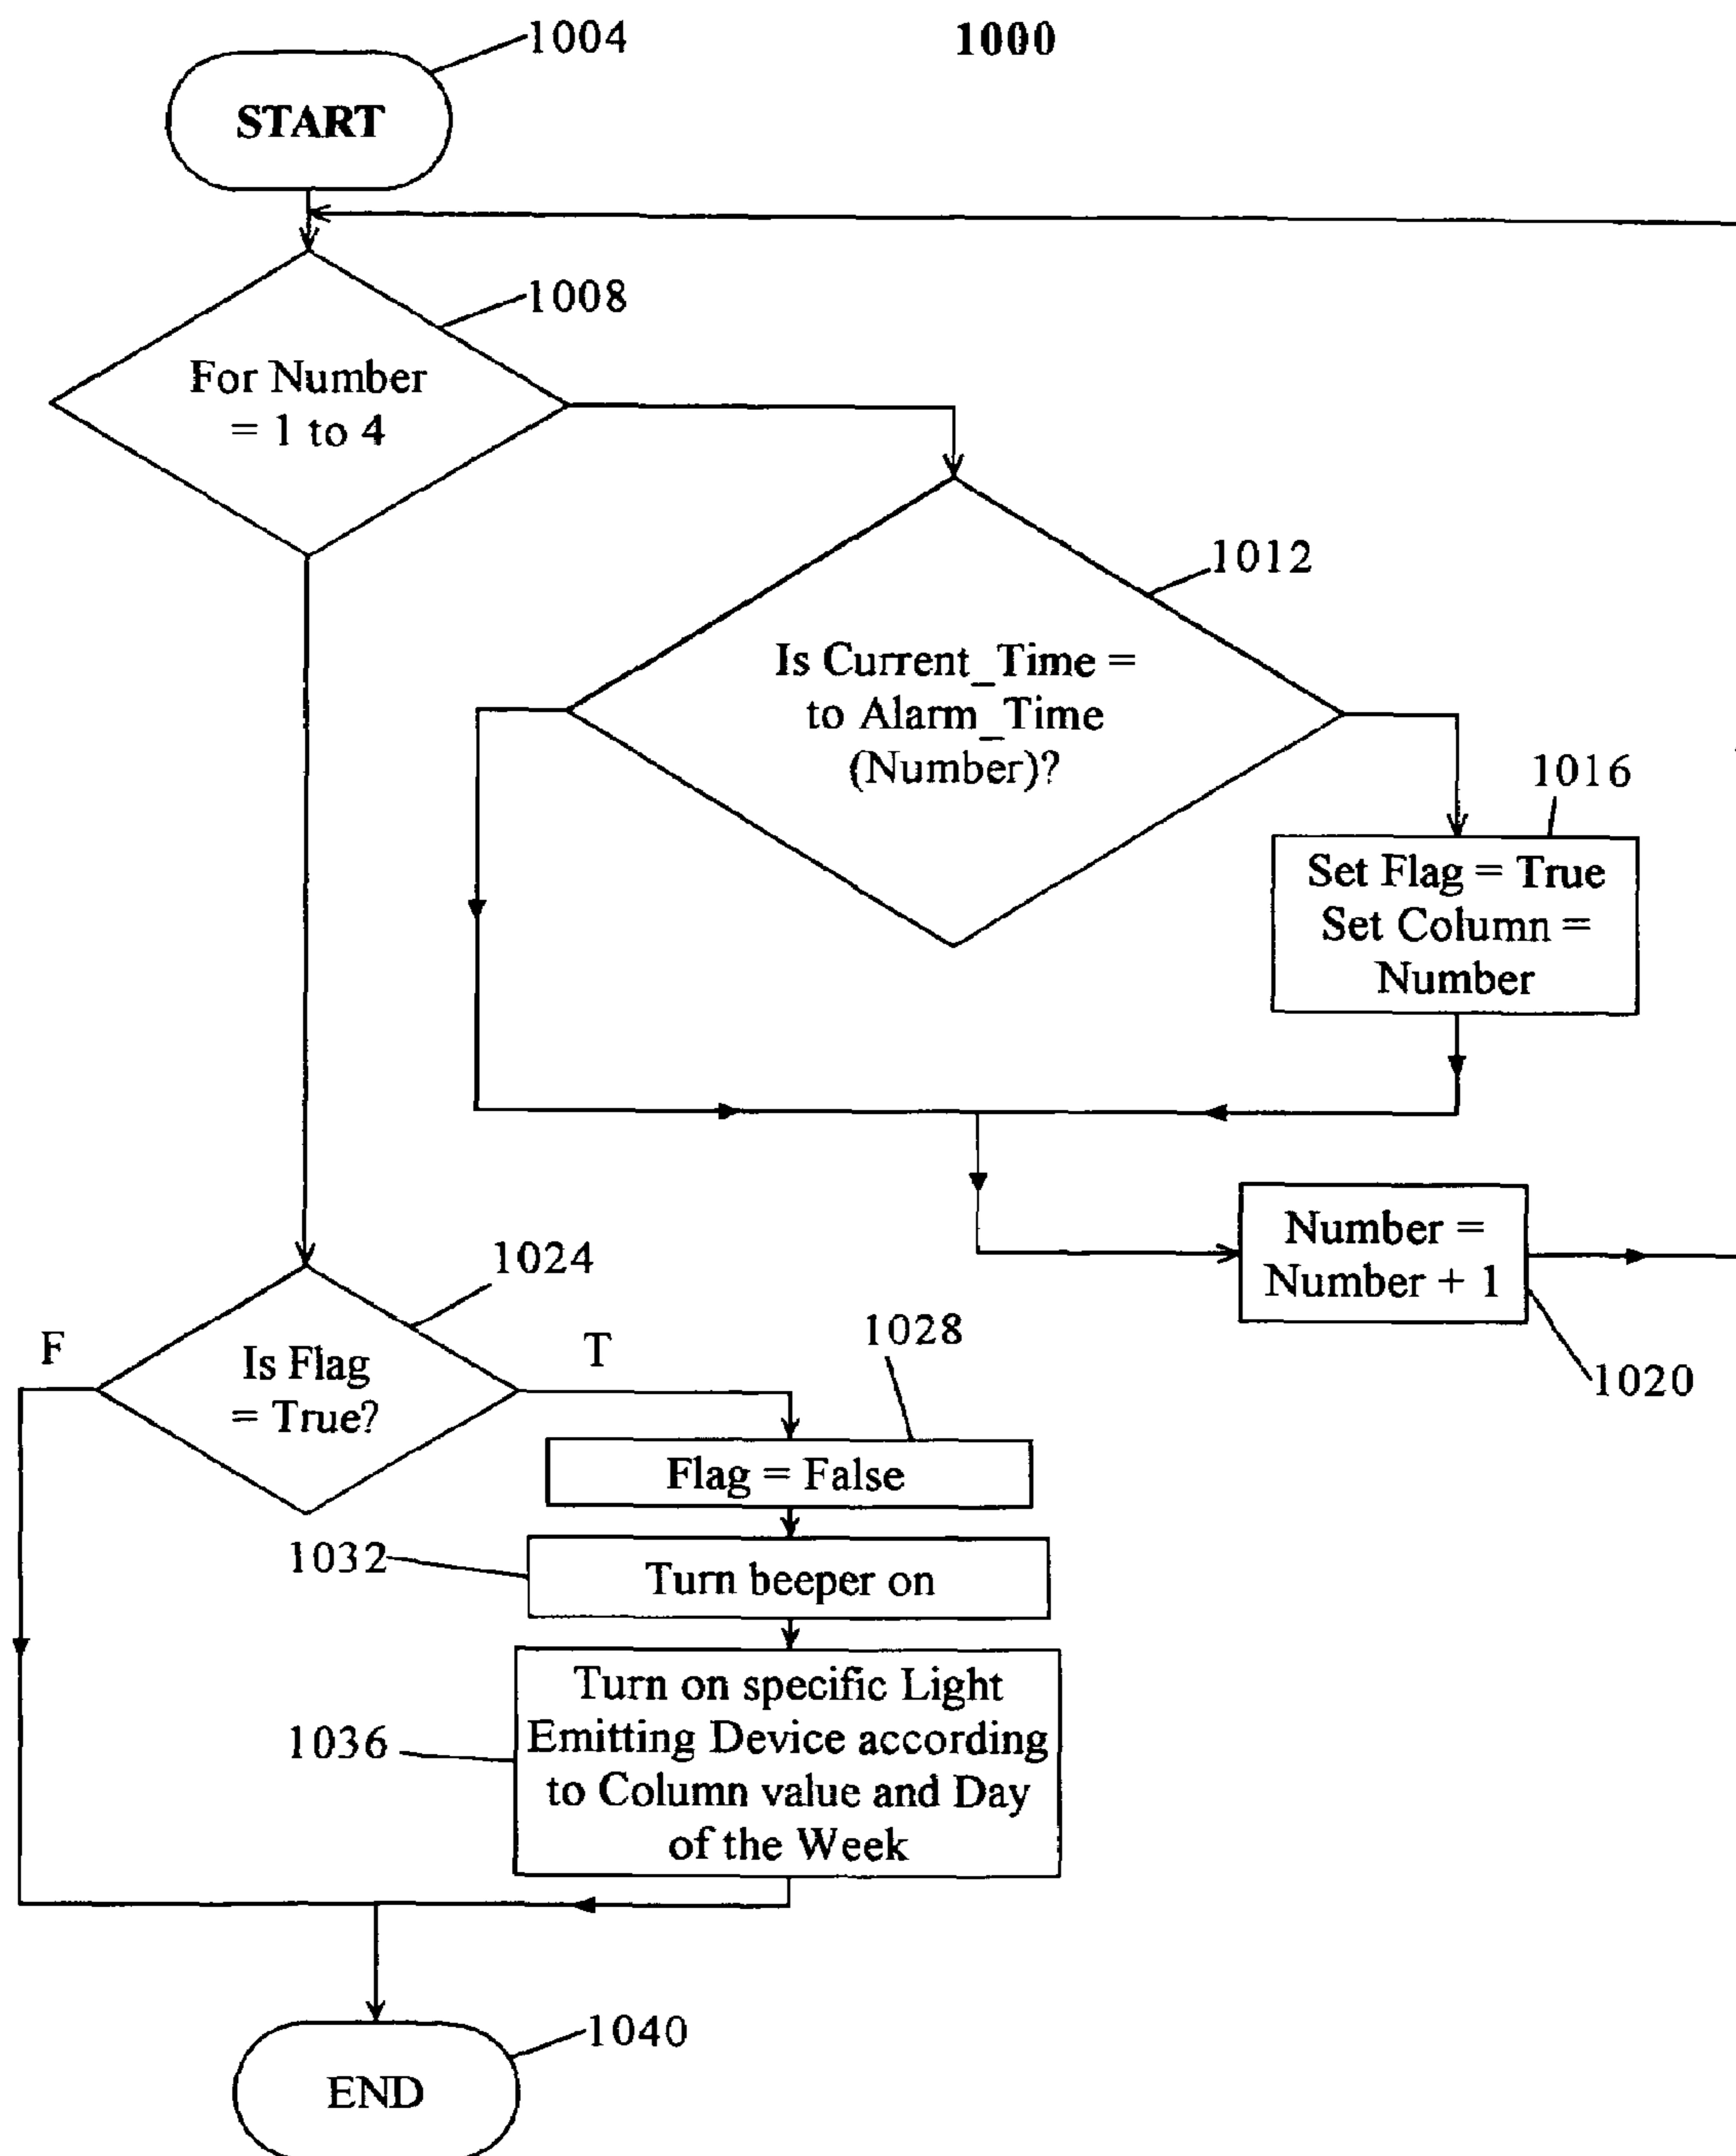 1004
1000
START
1008
For Number
= 1 to 4
1012
Is Current_Time =
to Alarm_Time
(Number)?
1016
Set Flag = True
Set Column =
Number
Number =
Number + 1
1020
1024
F
T
Is Flag
= True?
1028
Flag = False
1032
Turn beeper on
1036
Turn on specific Light
Emitting Device according
to Column value and Day
of the Week
1040
END